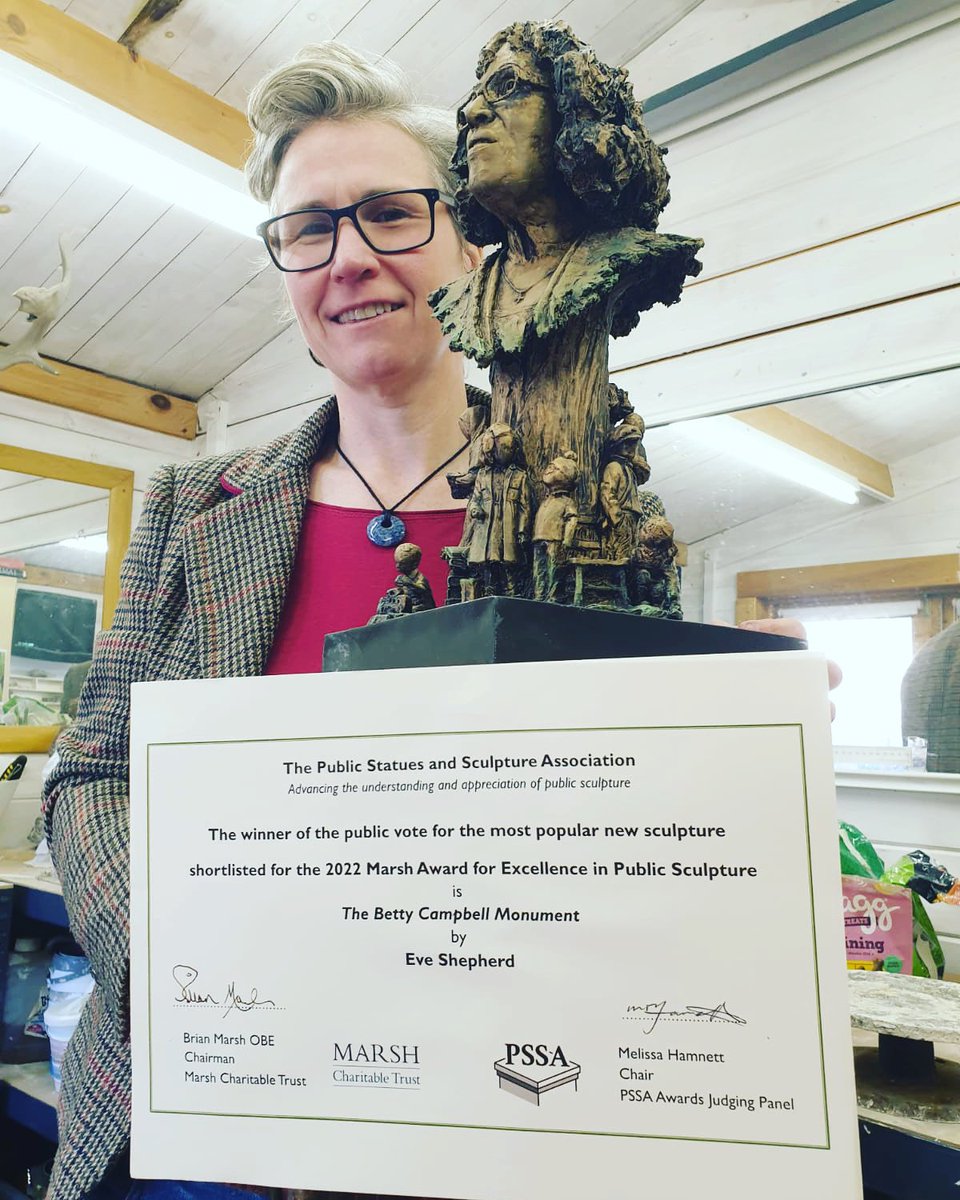 The Public Statues and Sculpture Association
Advancing the understanding and appreciation of public sculpture
The winner of the public vote for the most popular new sculpture
shortlisted for the 2022 Marsh Award for Excellence in Public Sculpture
is
The Betty Campbell Monument
by
Eve Shepherd
Brian Marsh OBE
Chairman
Marsh Charitable Trust
MARSH
Charitable Trust
PSSA
Melissa Hamnett
Chair
PSSA Awards Judging Panel
agg
TREATS
ining